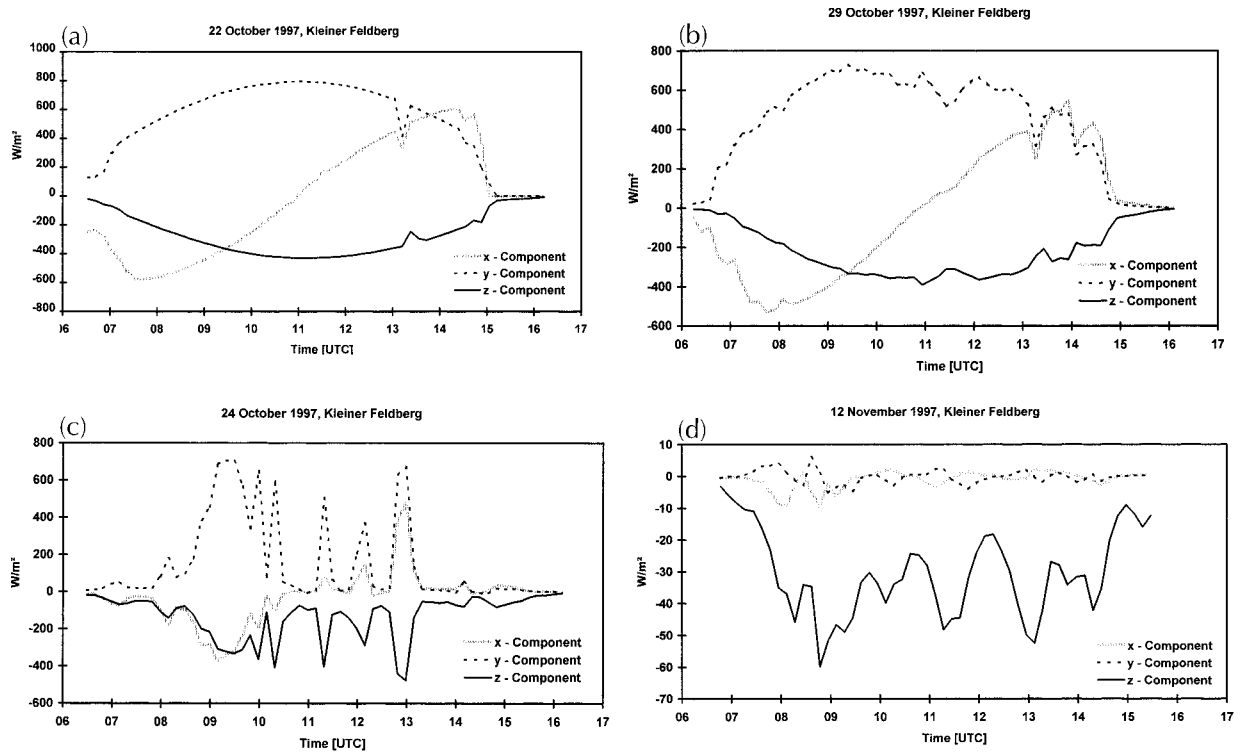 (a)
22 October 1997, Kleiner Feldberg
1000
800
600
400
200
0
-200
-400
-600
-800
W/m²
x - Component
y - Component
z - Component
06 07 08 09 10 11 12 13 14 15 16 17
Time [UTC]
(b)
29 October 1997, Kleiner Feldberg
800
600
400
200
0
-200
-400
-600
W/m²
x - Component
y - Component
z - Component
06 07 08 09 10 11 12 13 14 15 16 17
Time [UTC]
(c)
24 October 1997, Kleiner Feldberg
800
600
400
200
0
-200
-400
-600
W/m²
x - Component
y - Component
z - Component
06 07 08 09 10 11 12 13 14 15 16 17
Time [UTC]
(d)
12 November 1997, Kleiner Feldberg
10
0
-10
-20
-30
-40
-50
-60
-70
W/m²
x - Component
y - Component
z - Component
06 07 08 09 10 11 12 13 14 15 16 17
Time [UTC]